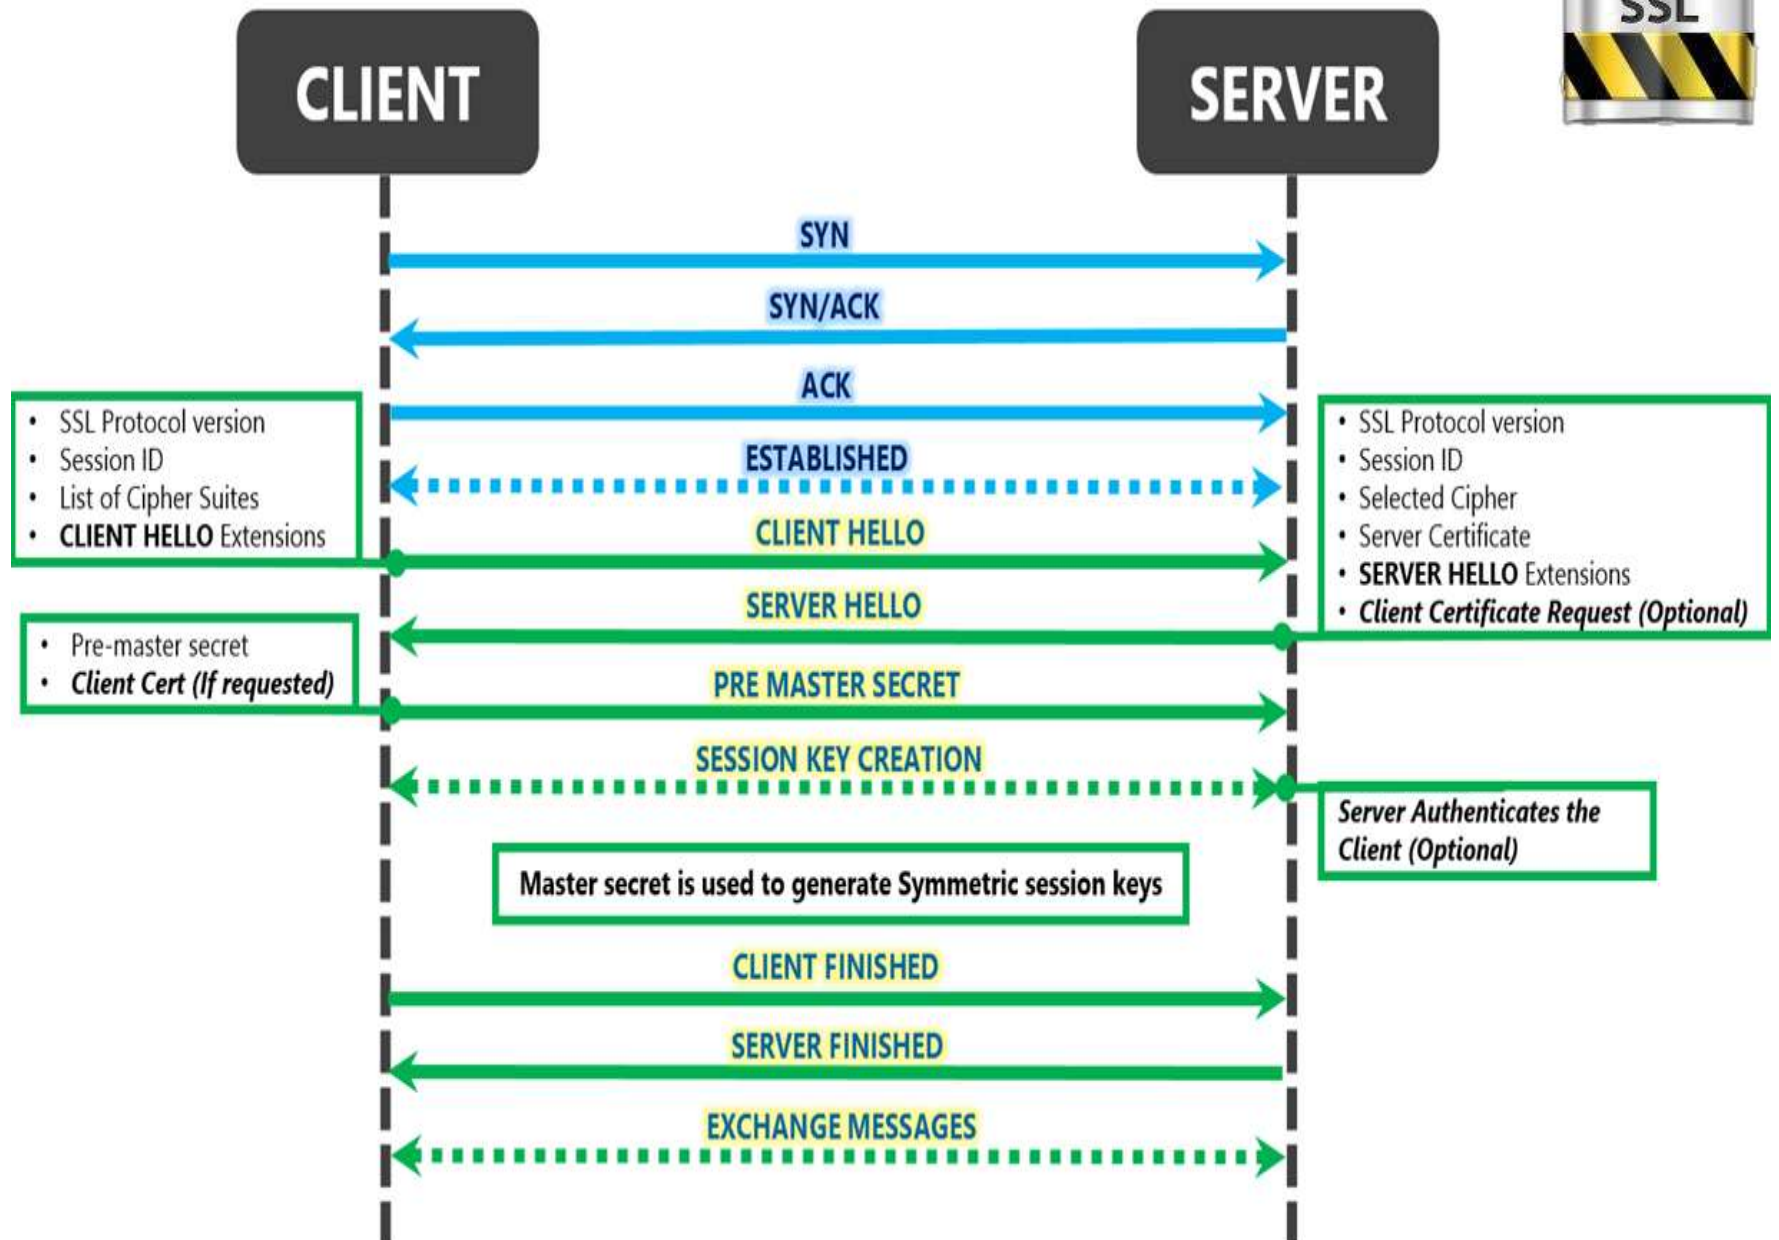 SSL
CLIENT
SERVER
SYN
SYN/ACK
ACK
ESTABLISHED
• SSL Protocol version
• Session ID
• List of Cipher Suites
• CLIENT HELLO Extensions
CLIENT HELLO
• SSL Protocol version
• Session ID
• Selected Cipher
• Server Certificate
• SERVER HELLO Extensions
• Client Certificate Request (Optional)
SERVER HELLO
• Pre-master secret
• Client Cert (If requested)
PRE MASTER SECRET
SESSION KEY CREATION
Server Authenticates the
Client (Optional)
Master secret is used to generate Symmetric session keys
CLIENT FINISHED
SERVER FINISHED
EXCHANGE MESSAGES